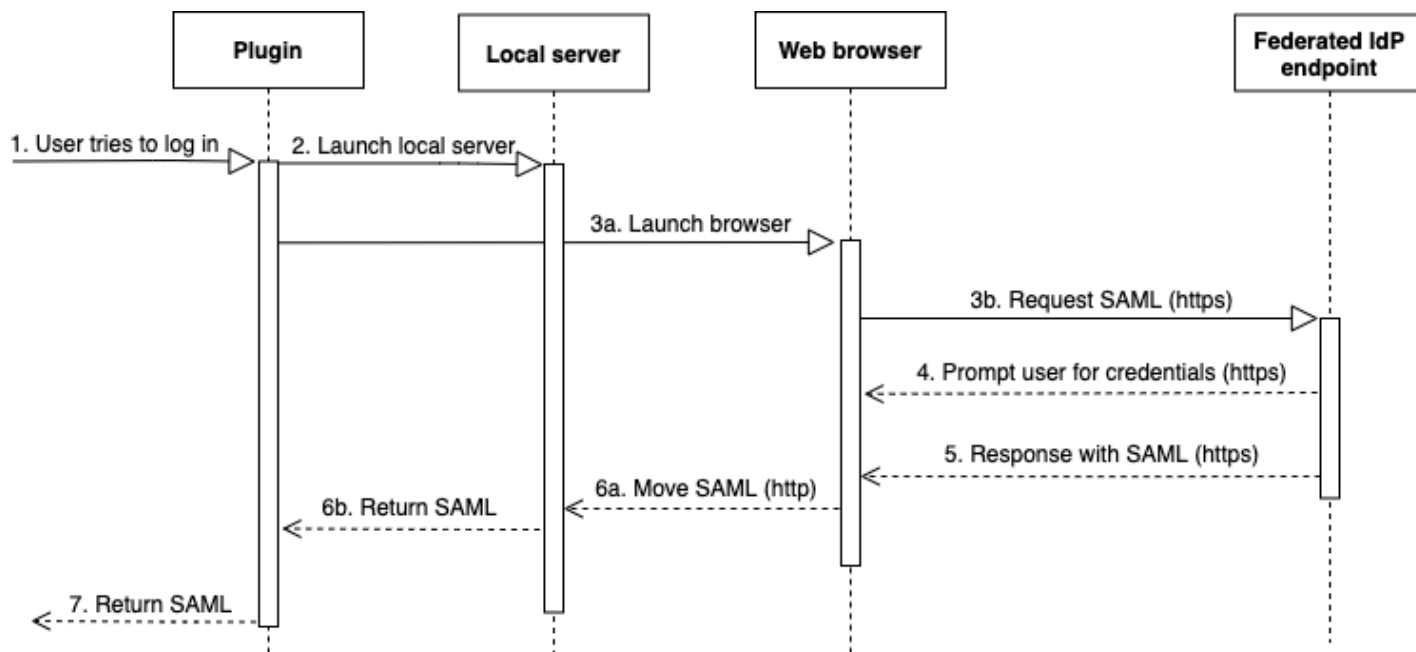 Plugin
Local server
Web browser
Federated IdP
endpoint
1. User tries to log in
2. Launch local server
3a. Launch browser
3b. Request SAML (https)
4. Prompt user for credentials (https)
5. Response with SAML (https)
6a. Move SAML (http)
6b. Return SAML
7. Return SAML